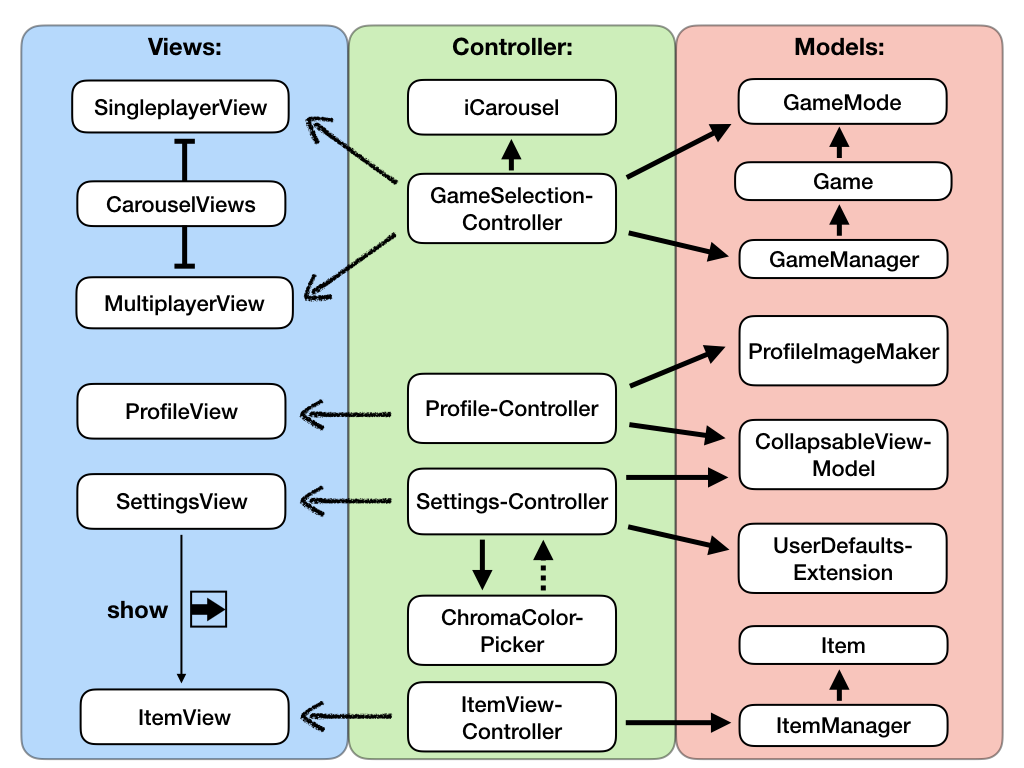 Views:
SingleplayerView
CarouselViews
MultiplayerView
ProfileView
SettingsView
show
ItemView
Controller:
iCarousel
GameSelection-
Controller
Profile-Controller
Settings-Controller
ChromaColor-
Picker
ItemView-
Controller
Models:
GameMode
Game
GameManager
ProfileImageMaker
CollapsableView-
Model
UserDefaults-
Extension
Item
ItemManager